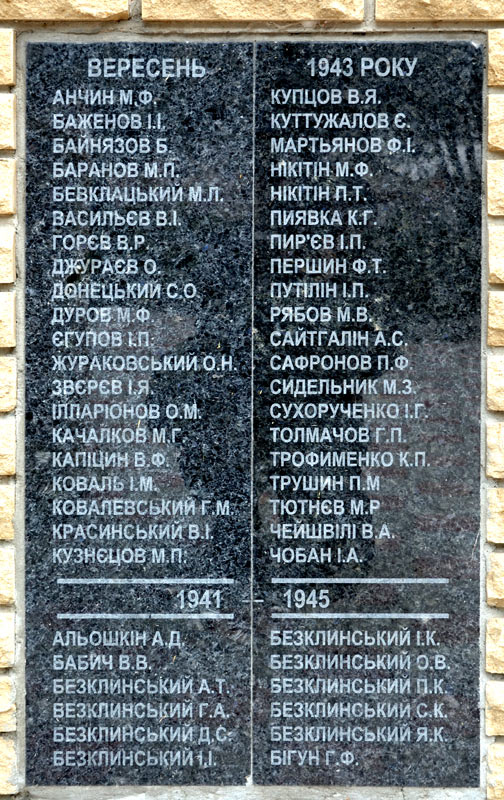 ВЕРЕСЕНЬ 1943 РОКУ
АНЧИН М.Ф.
БАЖЕНОВ І.І.
БАЙНЯЗОВ Б.
БАРАНОВ М.П.
БЕВКЛАЦЬКИЙ М.Л.
ВАСИЛЬЄВ В.І.
ГОРЄВ В.Р.
ДЖУРАЄВ О.
ДОНЕЦЬКИЙ С.О.
ДУРОВ М.Ф.
ЄГУПОВ І.П.
ЖУРАКОВСЬКИЙ О.Н.
ЗВЄРЄВ І.Я.
ІЛЛАРІОНОВ О.М.
КАЧАЛКОВ М.Г.
КАПІЦИН В.Ф.
КОВАЛЬ І.М.
КОВАЛЕВСЬКИЙ Г.М.
КРАСИНСЬКИЙ В.І.
КУЗНЄЦОВ М.П.
КУПЦОВ В.Я.
КУТТУЖАЛОВ Є.
МАРТЬЯНОВ Ф.І.
НІКІТІН М.Ф.
НІКІТІН П.Т.
ПИЯВКА К.Г.
ПИР'ЄВ І.П.
ПЕРШИН Ф.Т.
ПУТІЛІН І.П.
РЯБОВ М.В.
САЙТГАЛІН А.С.
САФРОНОВ П.Ф.
СИДЕЛЬНИК М.З.
СУХОРУЧЕНКО І.Г.
ТОЛМАЧОВ Г.П.
ТРОФИМЕНКО К.П.
ТРУШИН П.М
ТЮТНЄВ М.Р
ЧЕЙШВІЛІ В.А.
ЧОБАН І.А.
1941 - 1945
АЛЬОШКІН А.Д.
БАБИЧ В.В.
БЕЗКЛИНСЬКИЙ А.Т.
БЕЗКЛИНСЬКИЙ Г.А.
БЕЗКЛИНСЬКИЙ Д.С.
БЕЗКЛИНСЬКИЙ І.І.
БЕЗКЛИНСЬКИЙ І.К.
БЕЗКЛИНСЬКИЙ О.В.
БЕЗКЛИНСЬКИЙ П.К.
БЕЗКЛИНСЬКИЙ С.К.
БЕЗКЛИНСЬКИЙ Я.К.
БІГУН Г.Ф.